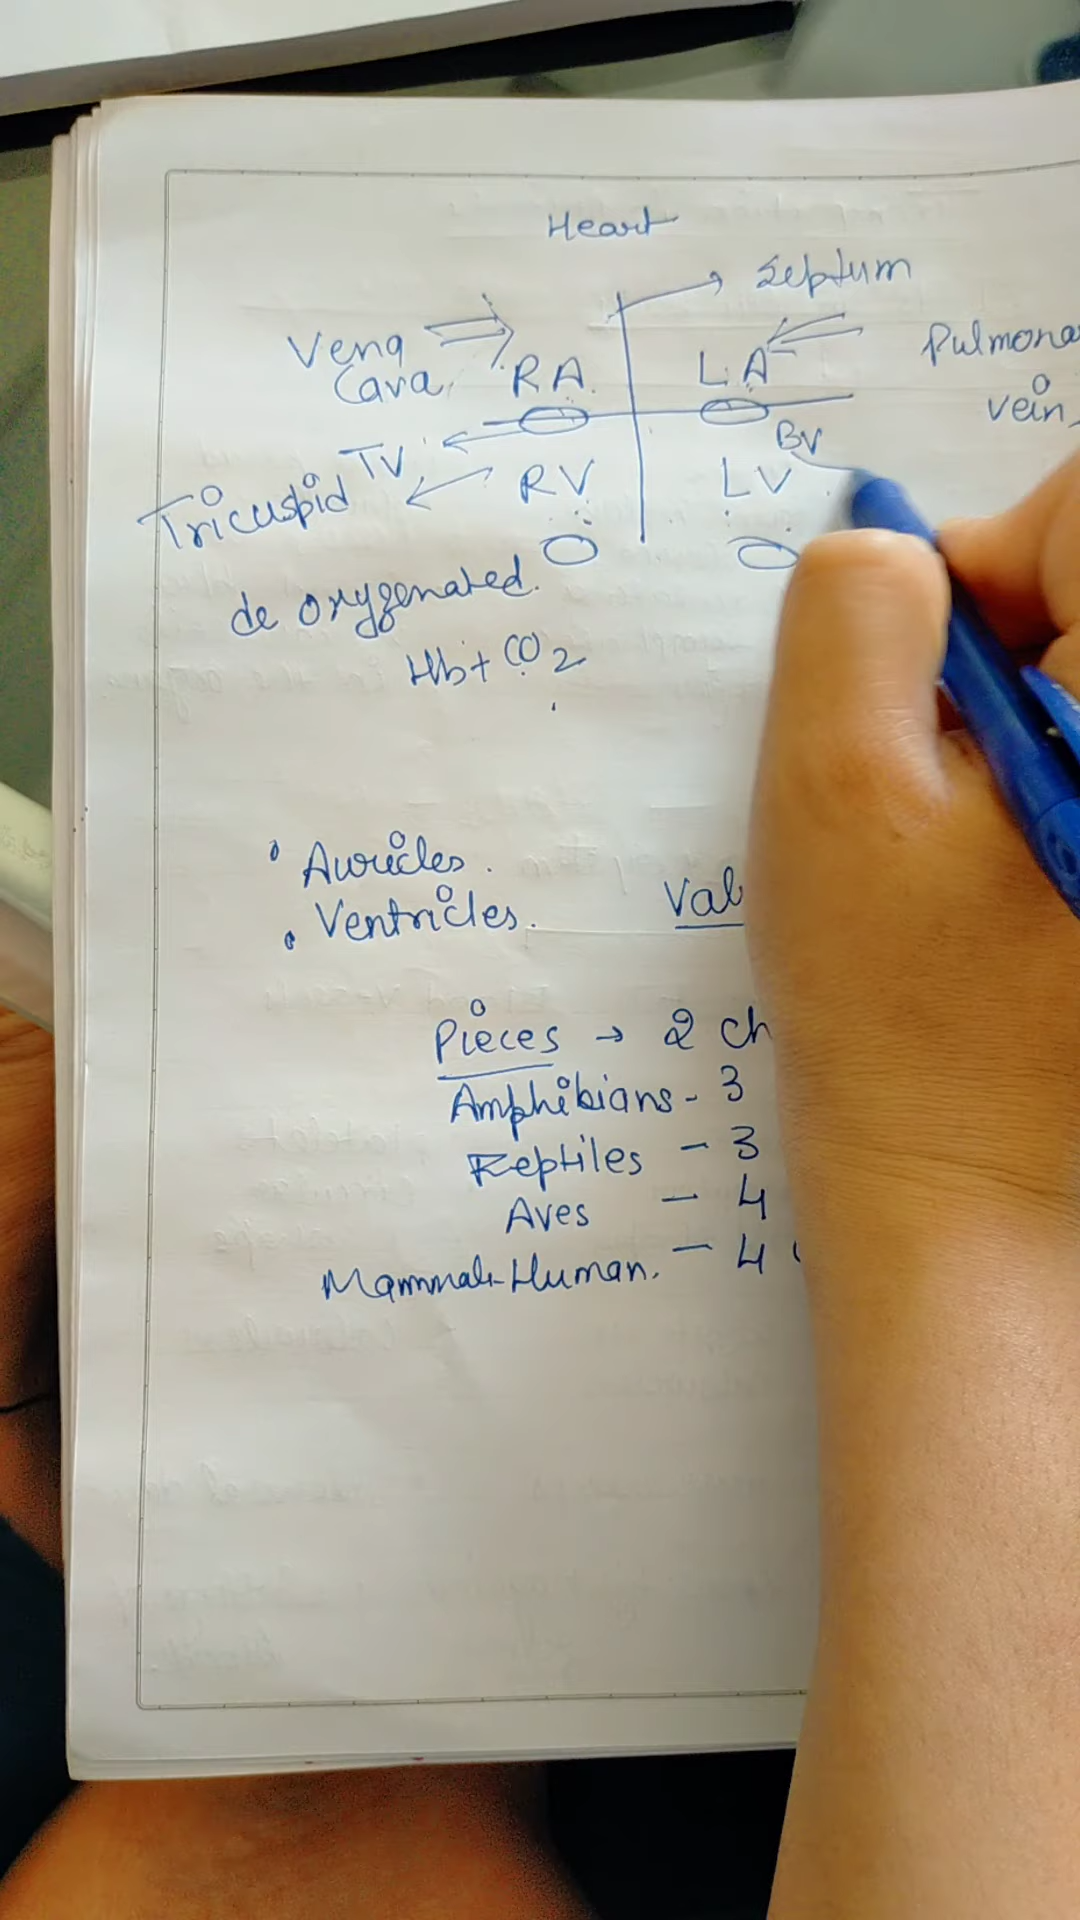 Heart
Septum
Vena
Cava
RA
LA
Pulmona
vein
TV
BV
Tricuspid
RV
LV
de oxygenated.
Hb + CO2
• Auricles.
• Ventricles.
Val
Pieces → 2 ch
Amphibians - 3
Reptiles - 3
Aves - 4
Mammals-Human. - 4